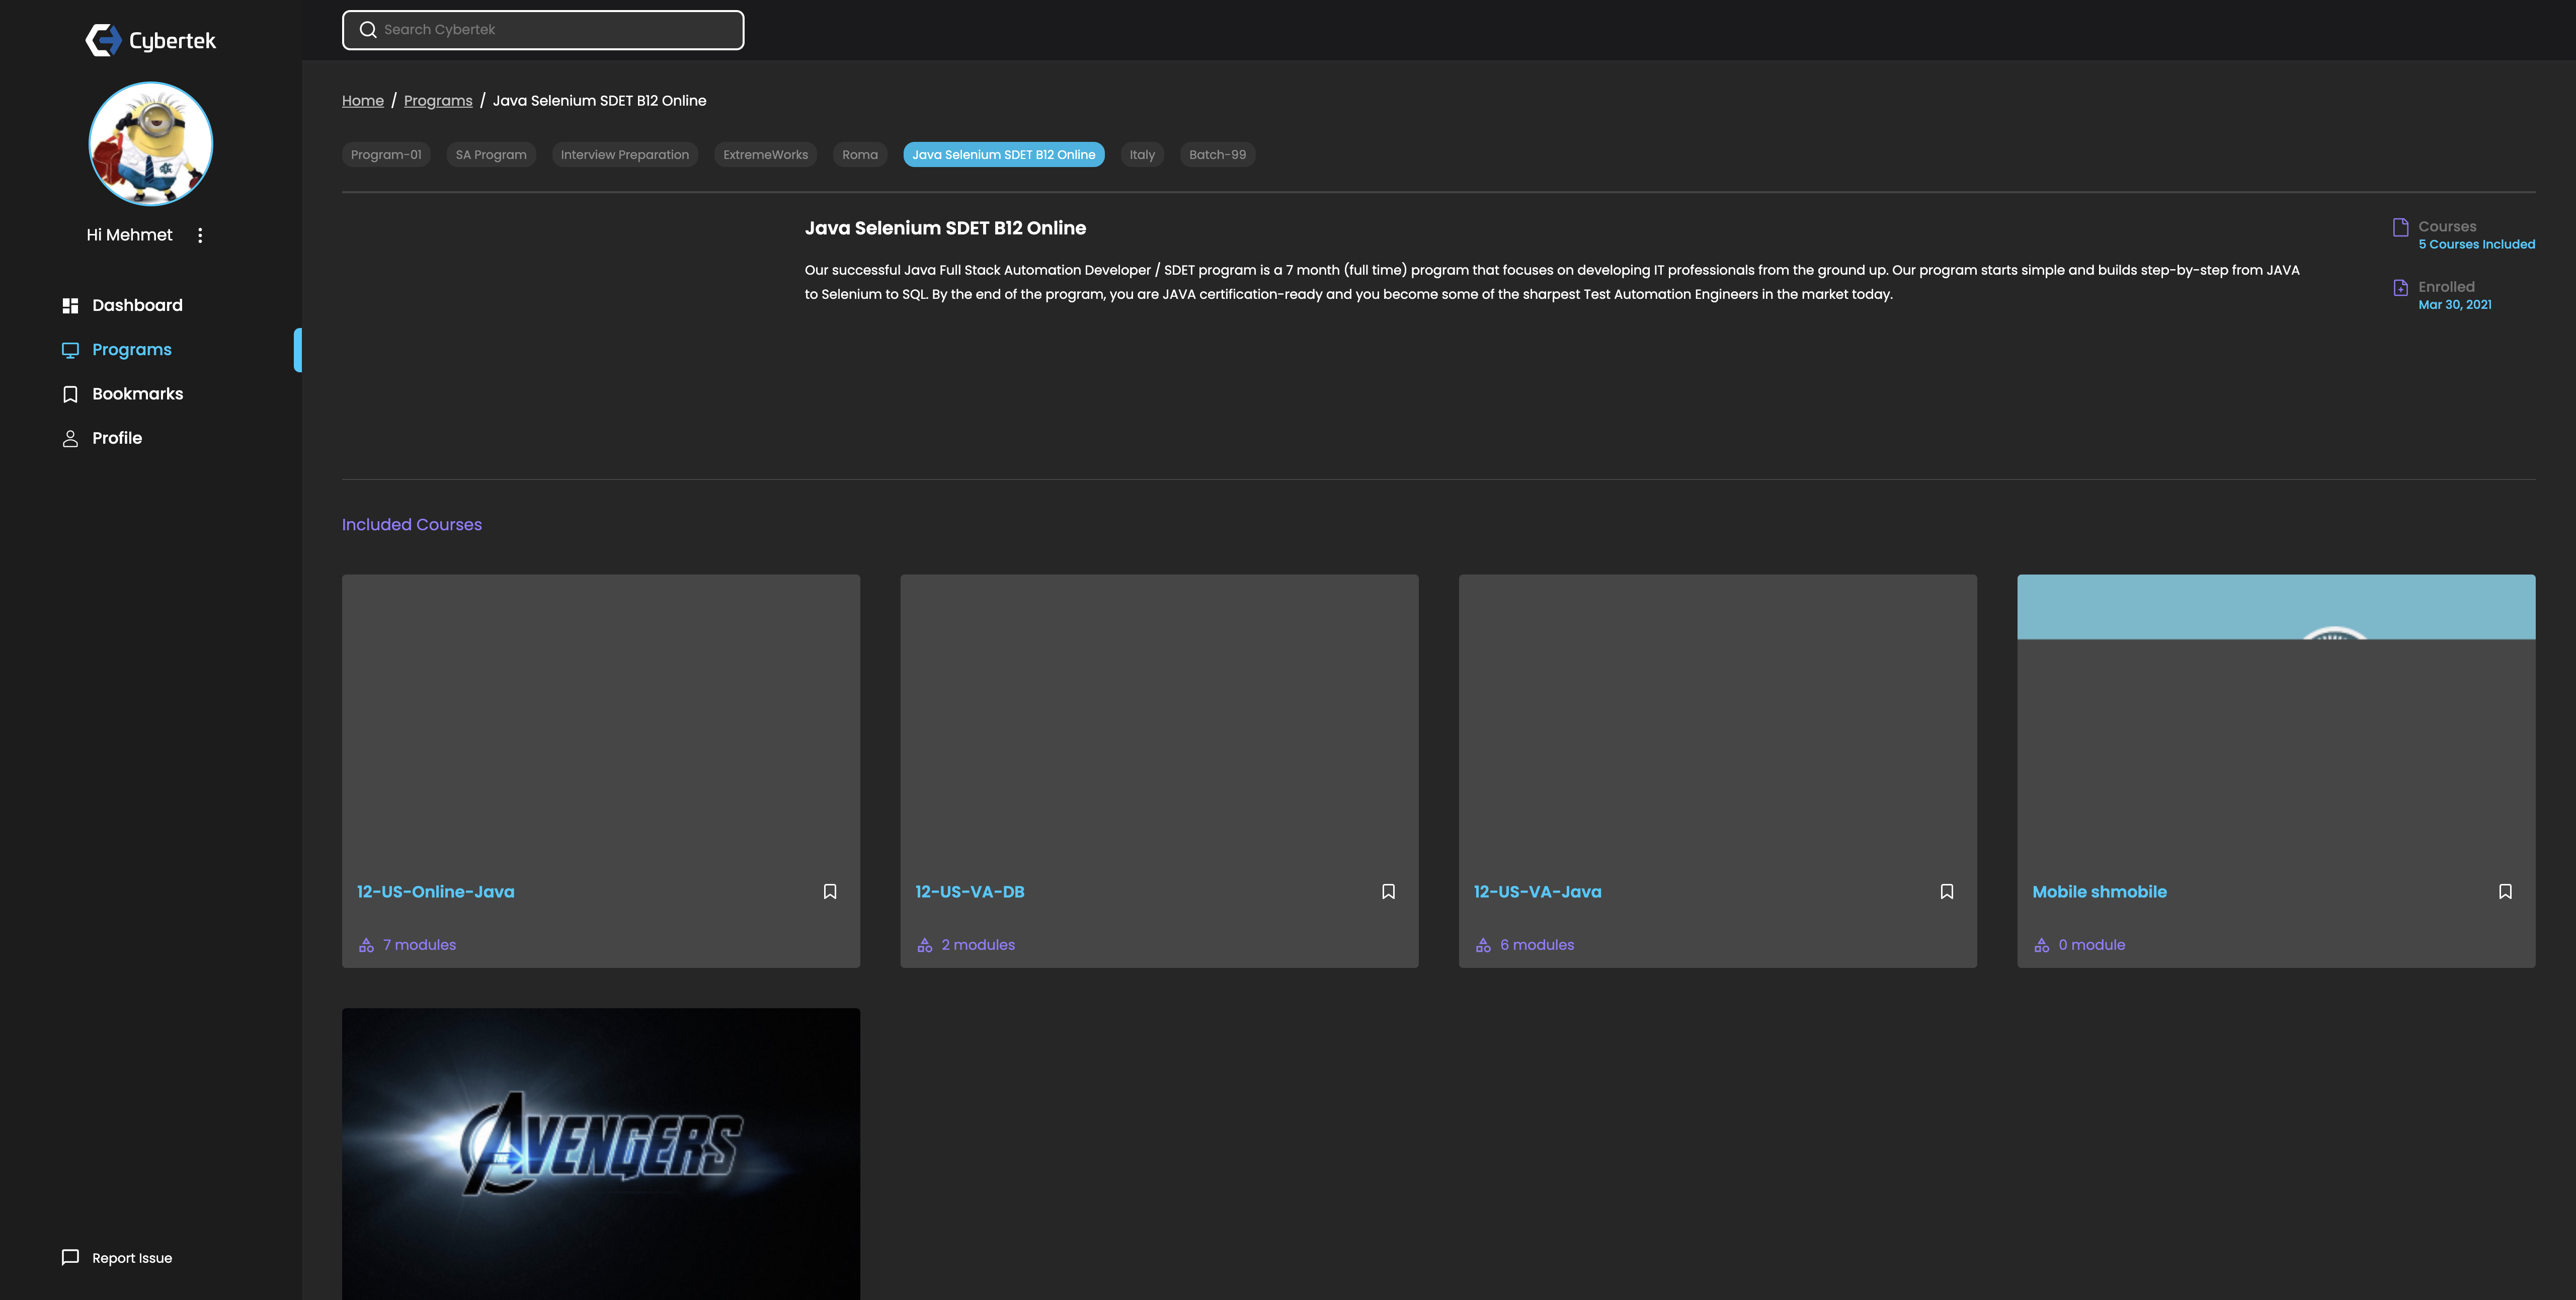 Cybertek
Search Cybertek
Home / Programs / Java Selenium SDET B12 Online
Program-01 SA Program Interview Preparation ExtremeWorks Roma Java Selenium SDET B12 Online Italy Batch-99
Hi Mehmet
Dashboard
Programs
Bookmarks
Profile
Report Issue
Java Selenium SDET B12 Online
Our successful Java Full Stack Automation Developer / SDET program is a 7 month (full time) program that focuses on developing IT professionals from the ground up. Our program starts simple and builds step-by-step from JAVA
to Selenium to SQL. By the end of the program, you are JAVA certification-ready and you become some of the sharpest Test Automation Engineers in the market today.
Courses
5 Courses Included
Enrolled
Mar 30, 2021
Included Courses
12-US-Online-Java
7 modules
12-US-VA-DB
2 modules
12-US-VA-Java
6 modules
Mobile shmobile
0 module
THE AVENGERS